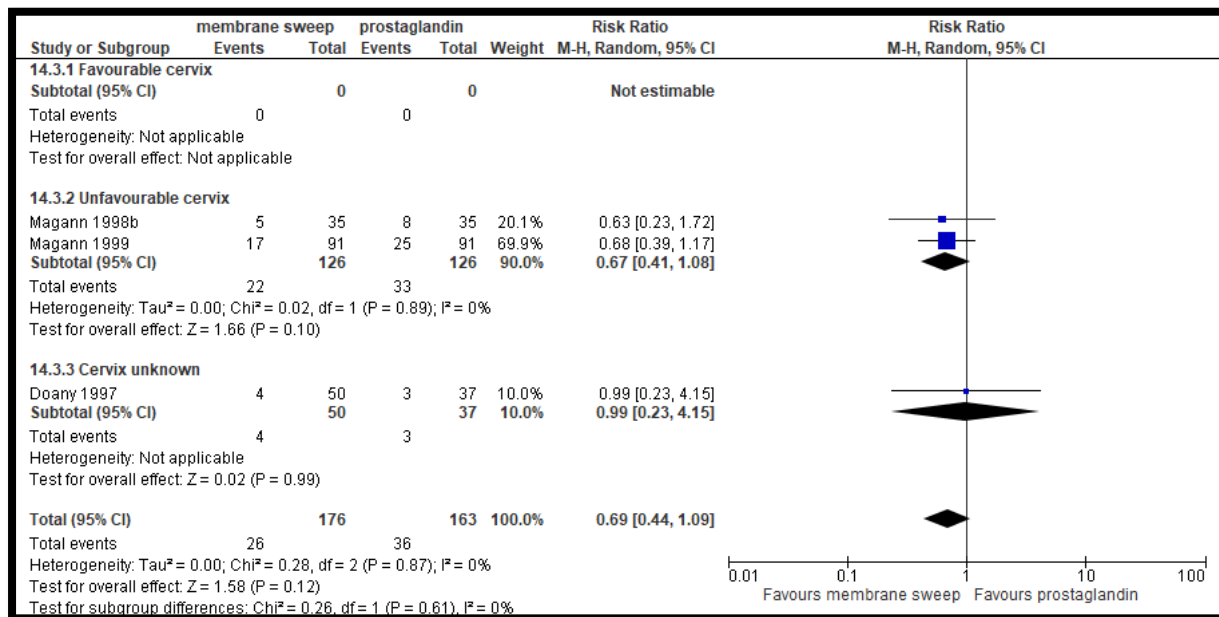 membrane sweep prostaglandin Risk Ratio Risk Ratio
Study or Subgroup Events Total Events Total Weight M-H, Random, 95% CI M-H, Random, 95% CI
14.3.1 Favourable cervix
Subtotal (95% CI) 0 0 Not estimable
Total events 0 0
Heterogeneity: Not applicable
Test for overall effect: Not applicable
14.3.2 Unfavourable cervix
Magann 1998b 5 35 8 35 20.1% 0.63 [0.23, 1.72]
Magann 1999 17 91 25 91 69.9% 0.68 [0.39, 1.17]
Subtotal (95% CI) 126 126 90.0% 0.67 [0.41, 1.08]
Total events 22 33
Heterogeneity: Tau² = 0.00; Chi² = 0.02, df = 1 (P = 0.89); I² = 0%
Test for overall effect: Z = 1.66 (P = 0.10)
14.3.3 Cervix unknown
Doany 1997 4 50 3 37 10.0% 0.99 [0.23, 4.15]
Subtotal (95% CI) 50 37 10.0% 0.99 [0.23, 4.15]
Total events 4 3
Heterogeneity: Not applicable
Test for overall effect: Z = 0.02 (P = 0.99)
Total (95% CI) 176 163 100.0% 0.69 [0.44, 1.09]
Total events 26 36
Heterogeneity: Tau² = 0.00; Chi² = 0.28, df = 2 (P = 0.87); I² = 0%
Test for overall effect: Z = 1.58 (P = 0.12)
Test for subgroup differences: Chi² = 0.26, df = 1 (P = 0.61), I² = 0%
0.01 0.1 1 10 100
Favours membrane sweep Favours prostaglandin